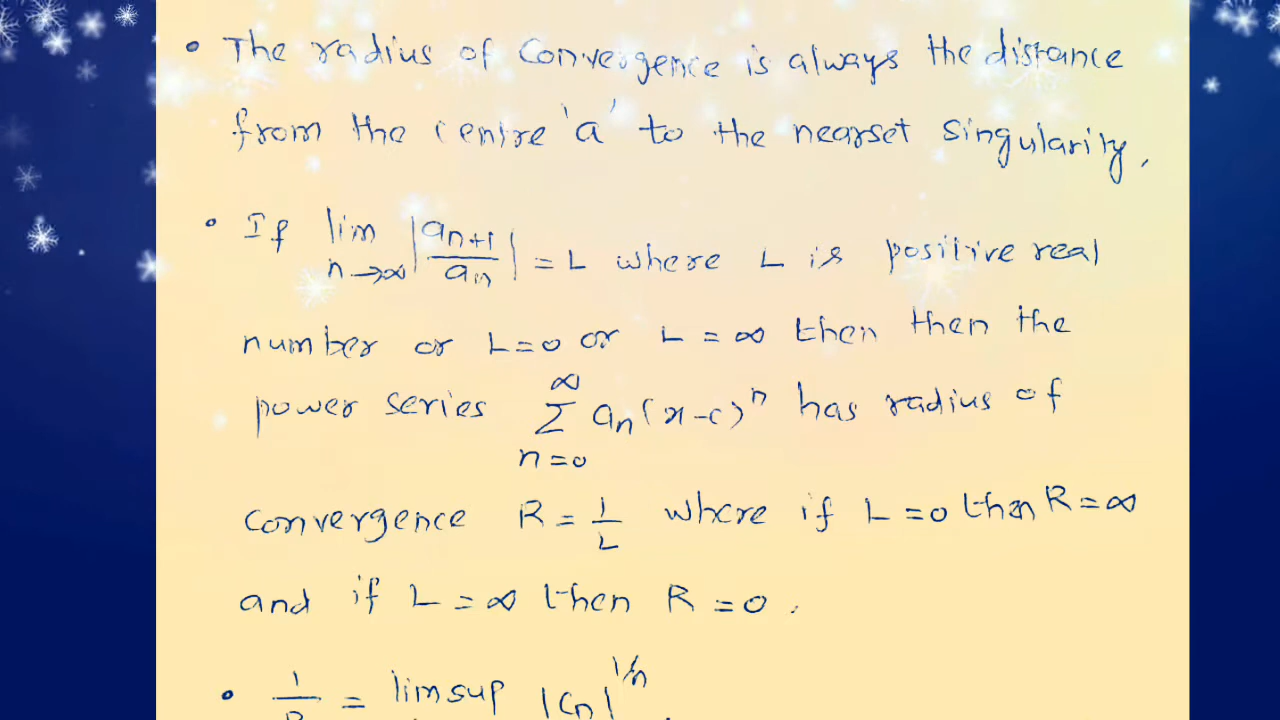 • The radius of Convergence is always the distance
from the centre 'a' to the nearset singularity.
• If lim n→∞ |an+1/an| = L where L is positive real
number or L=0 or L=∞ then then the
power series ∞ Σ n=0 an(x-c)^n has radius of
convergence R = 1/L where if L=0 then R=∞
and if L=∞ then R=0.
• 1/R = lim sup |cn|^1/n